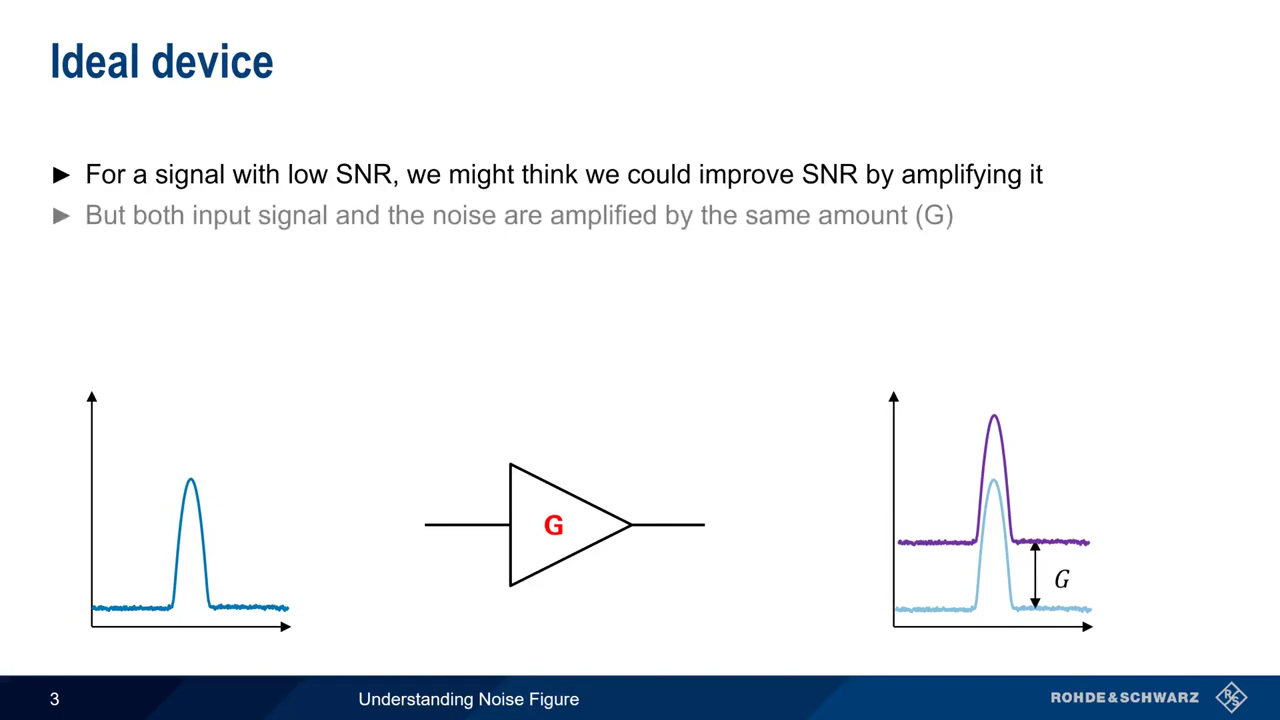 Ideal device
► For a signal with low SNR, we might think we could improve SNR by amplifying it
► But both input signal and the noise are amplified by the same amount (G)
G
G
3
Understanding Noise Figure
ROHDE&SCHWARZ
RS